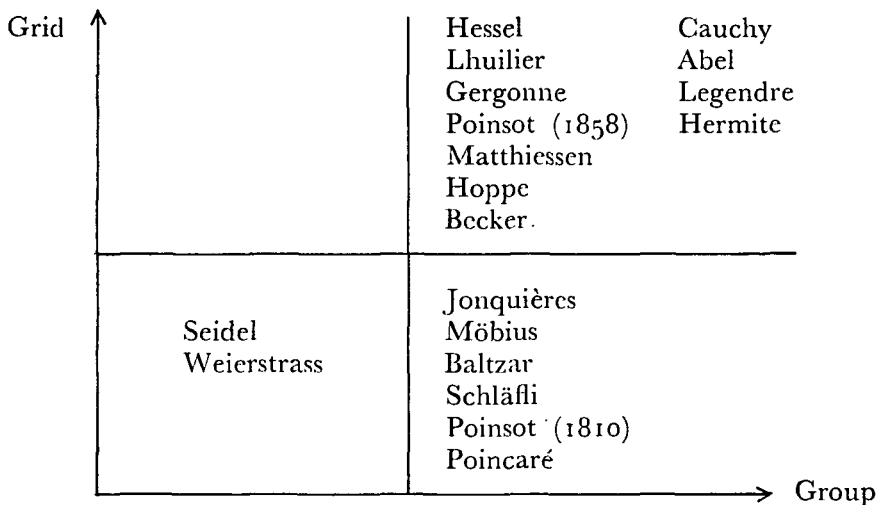 Grid
Hessel Cauchy
Lhuilier Abel
Gergonne Legendre
Poinsot (1858) Hermite
Matthiessen
Hoppe
Becker
Jonquières
Seidel Möbius
Weierstrass Baltzar
Schläfli
Poinsot (1810)
Poincaré
Group